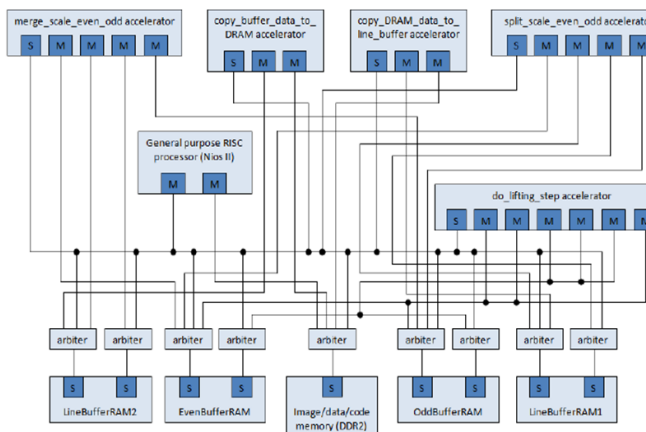 merge_scale_even_odd accelerator
S M M M M
copy_buffer_data_to_
DRAM accelerator
S M M
copy_DRAM_data_to
line_buffer accelerator
S M M
split_scale_even_odd accelerator
S M M M M
General purpose RISC
processor (Nios II)
M M
do_lifting_step accelerator
S M M M M M M
arbiter arbiter arbiter arbiter arbiter arbiter arbiter arbiter arbiter
S S
LineBufferRAM2
S S
EvenBufferRAM
S
Image/data/code
memory (DDR2)
S S
OddBufferRAM
S S
LineBufferRAM1